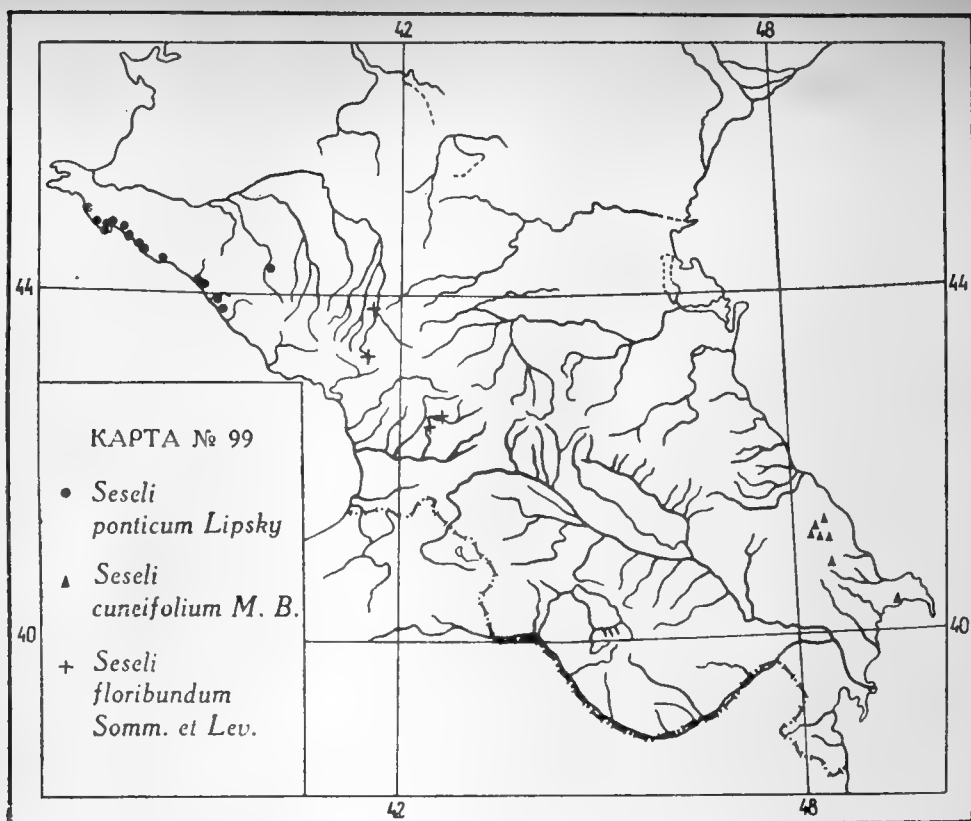 42
48
44
44
КАРТА № 99
Seseli
ponticum Lipsky
Seseli
cuneifolium M. B.
Seseli
floribundum
Somm. et Lev.
40
40
42
48